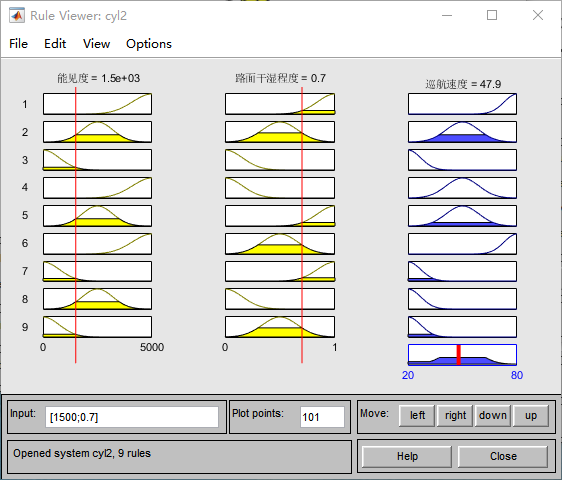 Rule Viewer: cyl2
File Edit View Options
能见度 = 1.5e+03 路面干湿程度 = 0.7 巡航速度 = 47.9
1
2
3
4
5
6
7
8
9
0 5000 0 1
20 80
Input: [1500;0.7] Plot points: 101 Move: left right down up
Opened system cyl2, 9 rules Help Close